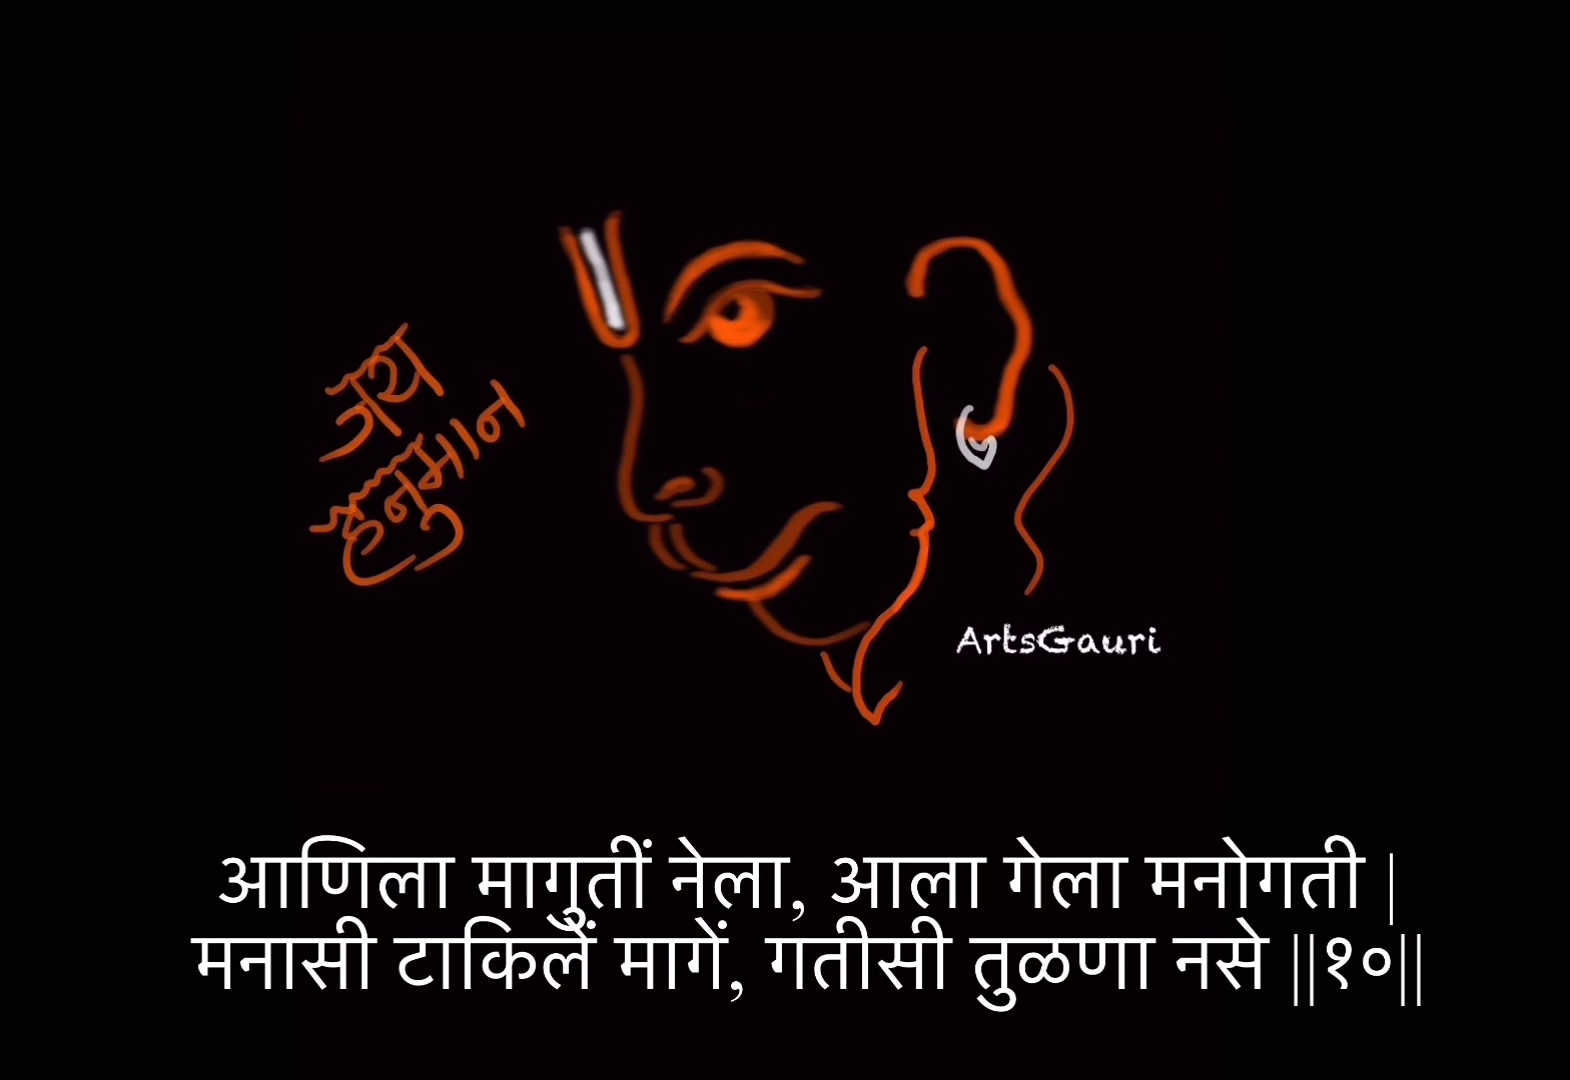 जय
हनुमान
ArtsGauri
आणिला मागुतीं नेला, आला गेला मनोगती |
मनासी टाकिलें मागें, गतीसी तुळणा नसे ||१०||